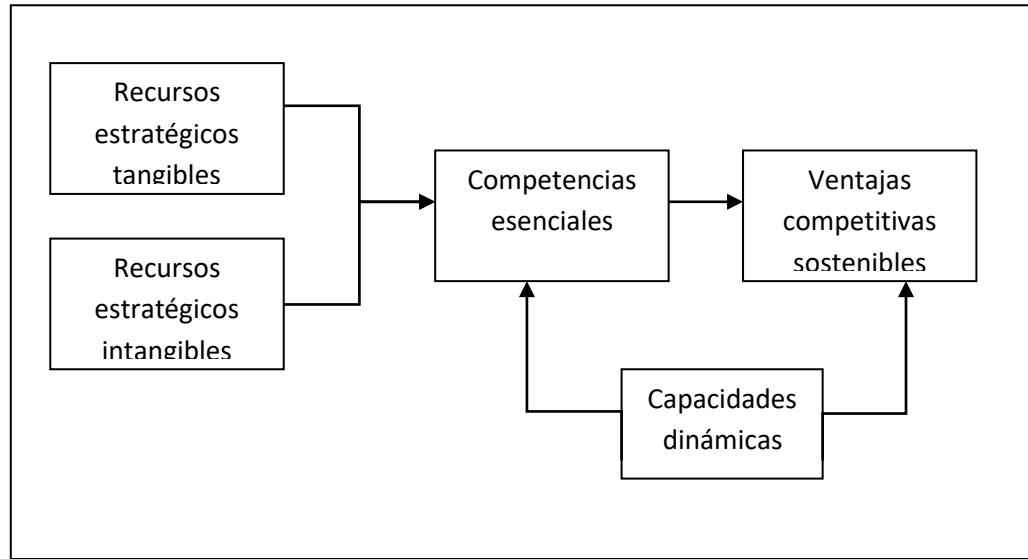 Recursos
estratégicos
tangibles
Recursos
estratégicos
intangibles
Competencias
esenciales
Ventajas
competitivas
sostenibles
Capacidades
dinámicas